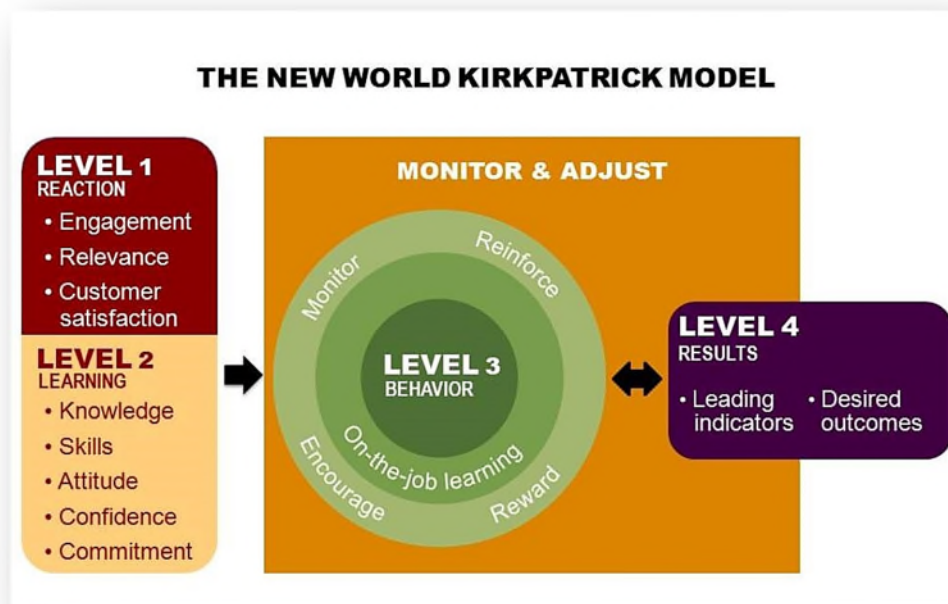 THE NEW WORLD KIRKPATRICK MODEL
LEVEL 1
REACTION
• Engagement
• Relevance
• Customer
satisfaction
LEVEL 2
LEARNING
• Knowledge
• Skills
• Attitude
• Confidence
• Commitment
MONITOR & ADJUST
Monitor
Reinforce
LEVEL 3
BEHAVIOR
On-the-job learning
Encourage
Reward
LEVEL 4
RESULTS
• Leading
indicators
• Desired
outcomes